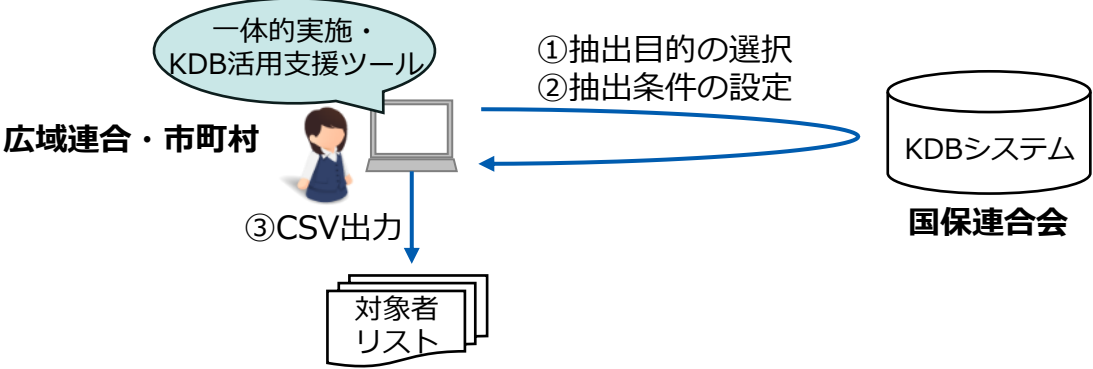 一体的実施・
KDB活用支援ツール
①抽出目的の選択
②抽出条件の設定
広域連合・市町村
KDBシステム
国保連合会
③CSV出力
対象者
リスト